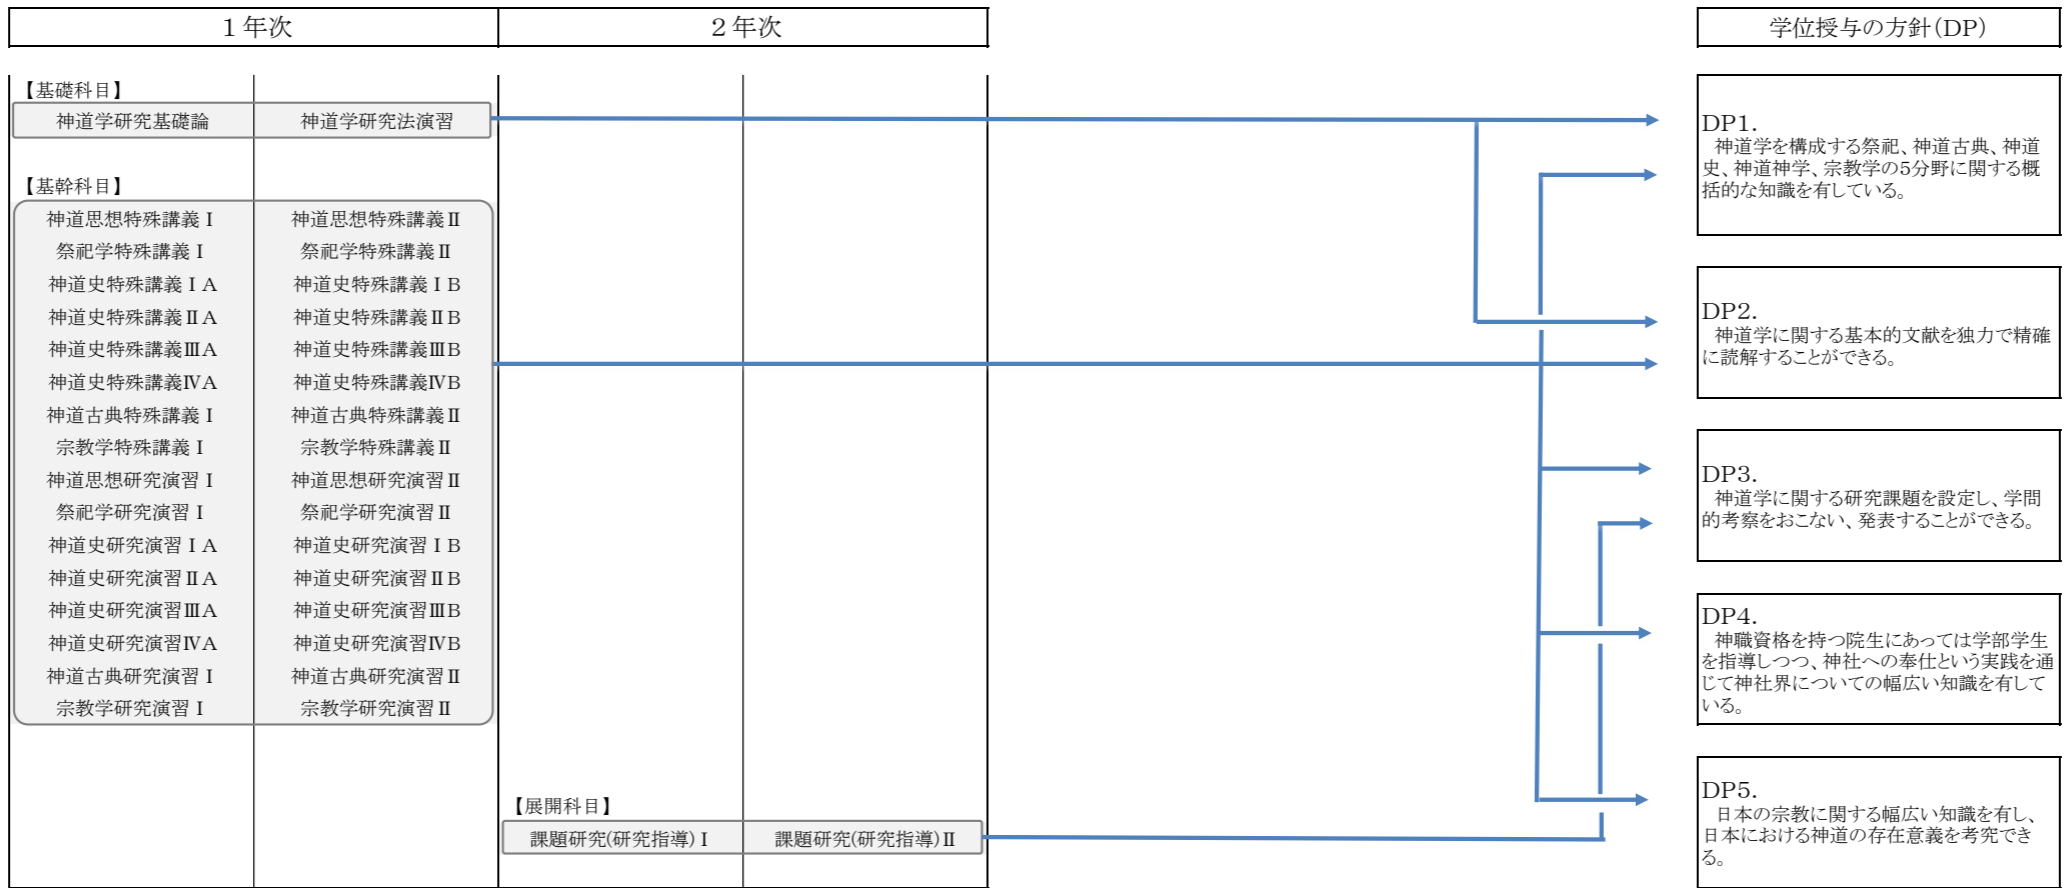 １年次
２年次
学位授与の方針(DP)
【基礎科目】
神道学研究基礎論
神道学研究法演習
【基幹科目】
神道思想特殊講義Ⅰ
神道思想特殊講義Ⅱ
祭祀学特殊講義Ⅰ
祭祀学特殊講義Ⅱ
神道史特殊講義ⅠA
神道史特殊講義ⅠB
神道史特殊講義ⅡA
神道史特殊講義ⅡB
神道史特殊講義ⅢA
神道史特殊講義ⅢB
神道史特殊講義ⅣA
神道史特殊講義ⅣB
神道古典特殊講義Ⅰ
神道古典特殊講義Ⅱ
宗教学特殊講義Ⅰ
宗教学特殊講義Ⅱ
神道思想研究演習Ⅰ
神道思想研究演習Ⅱ
祭祀学研究演習Ⅰ
祭祀学研究演習Ⅱ
神道史研究演習ⅠA
神道史研究演習ⅠB
神道史研究演習ⅡA
神道史研究演習ⅡB
神道史研究演習ⅢA
神道史研究演習ⅢB
神道史研究演習ⅣA
神道史研究演習ⅣB
神道古典研究演習Ⅰ
神道古典研究演習Ⅱ
宗教学研究演習Ⅰ
宗教学研究演習Ⅱ
【展開科目】
課題研究(研究指導)Ⅰ
課題研究(研究指導)Ⅱ
DP1.
神道学を構成する祭祀、神道古典、神道
史、神道神学、宗教学の5分野に関する概
括的な知識を有している。
DP2.
神道学に関する基本的文献を独力で精確
に読解することができる。
DP3.
神道学に関する研究課題を設定し、学問
的考察をおこない、発表することができる。
DP4.
神職資格を持つ院生にあっては学部学生
を指導しつつ、神社への奉仕という実践を通
じて神社界についての幅広い知識を有して
いる。
DP5.
日本の宗教に関する幅広い知識を有し、
日本における神道の存在意義を考究でき
る。